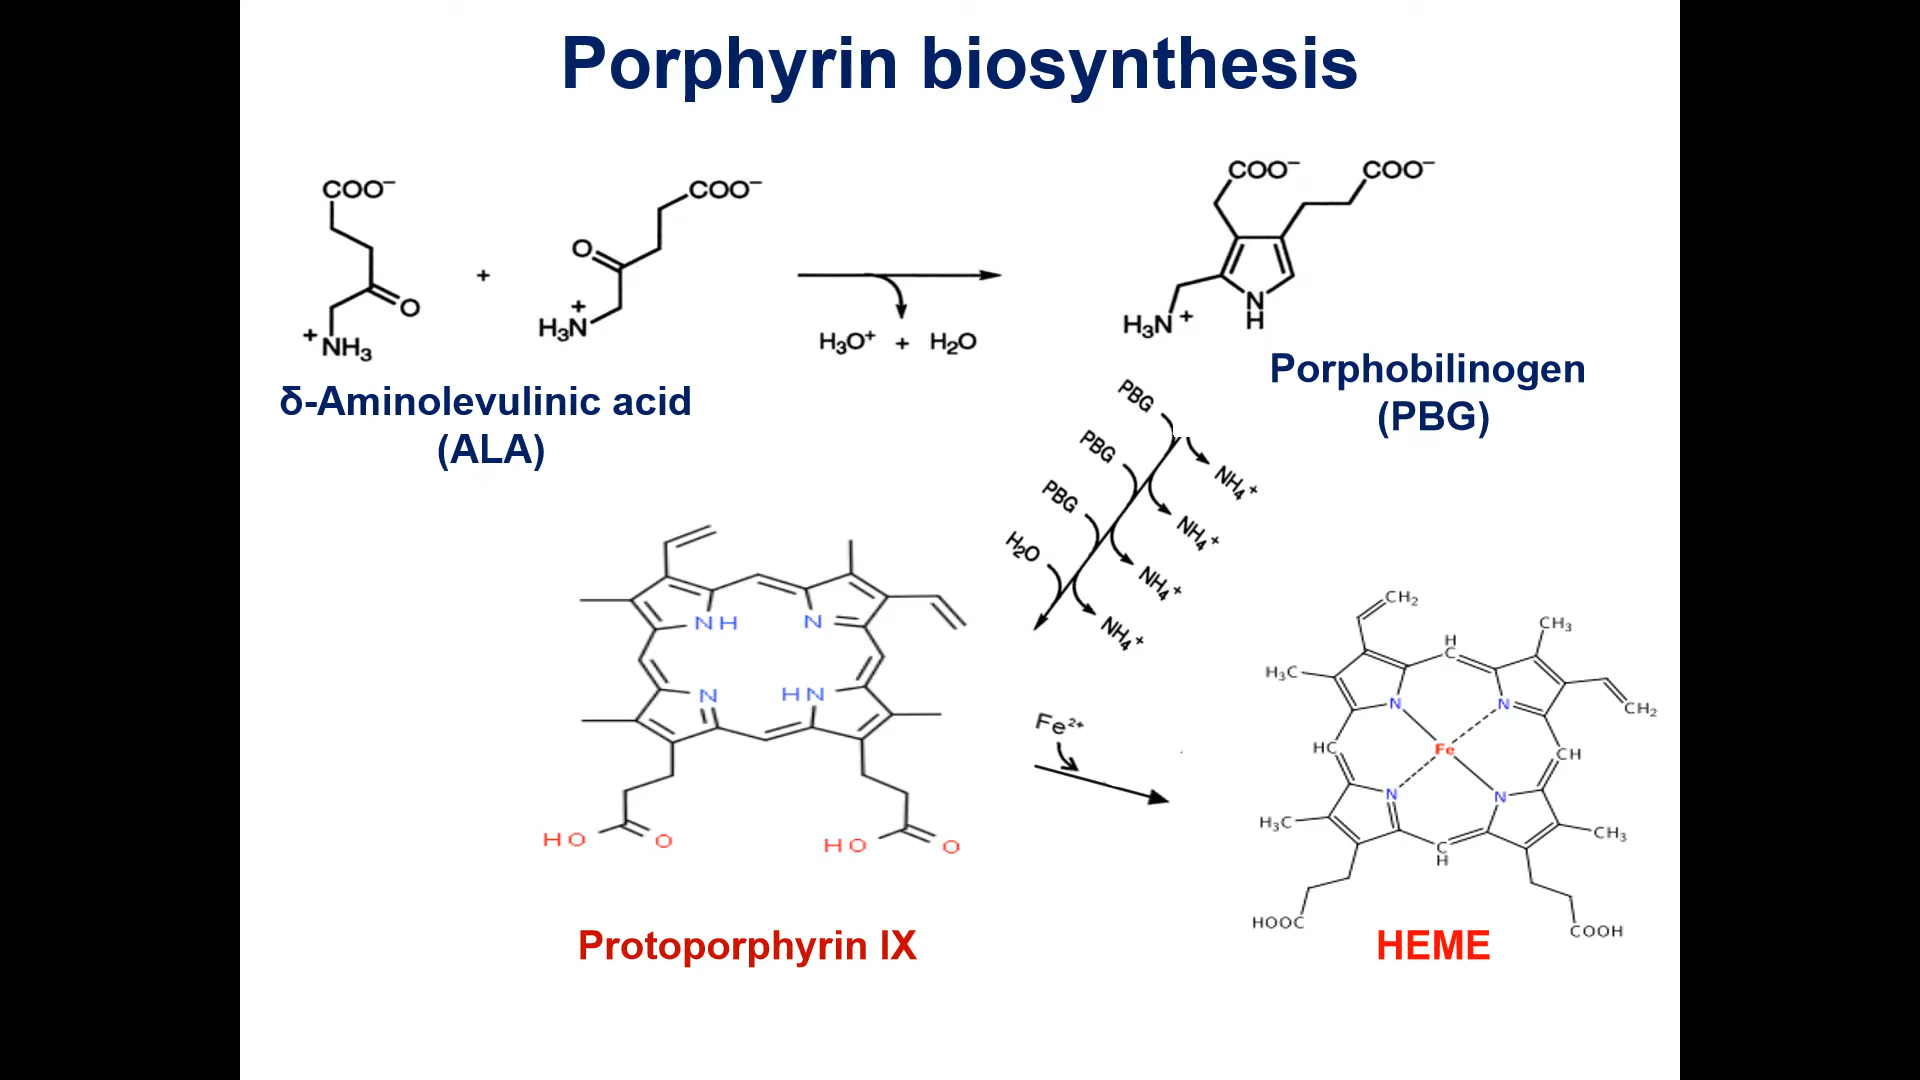 Porphyrin biosynthesis
COO⁻
O
⁺NH₃
+
COO⁻
O
H₃N⁺
H₃O⁺ + H₂O
COO⁻
COO⁻
H₃N⁺
N
H
δ-Aminolevulinic acid
(ALA)
Porphobilinogen
(PBG)
PBG
NH₄⁺
PBG
NH₄⁺
PBG
NH₄⁺
H₂O
NH₄⁺
NH
N
N
HN
HO
O
HO
O
Protoporphyrin IX
Fe²⁺
CH₂
CH₃
H
C
H₃C
CH₂
N
N
HC
Fe
CH
N
N
H₃C
CH₃
C
H
HOOC
COOH
HEME